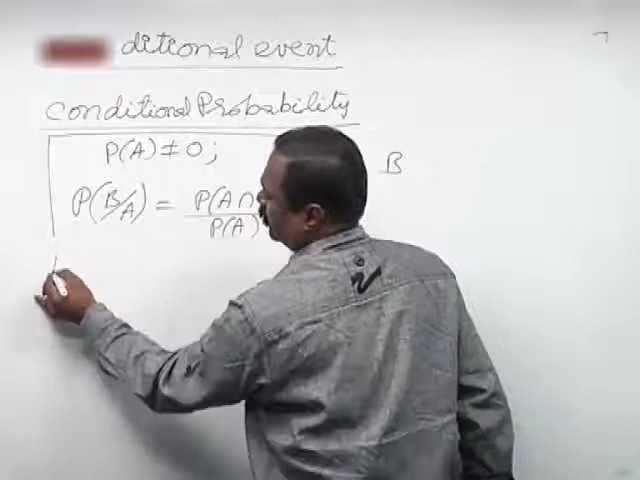 ditional event
Conditional Probability
P(A) ≠ 0;
B
P(B/A) = P(A ∩
P(A)